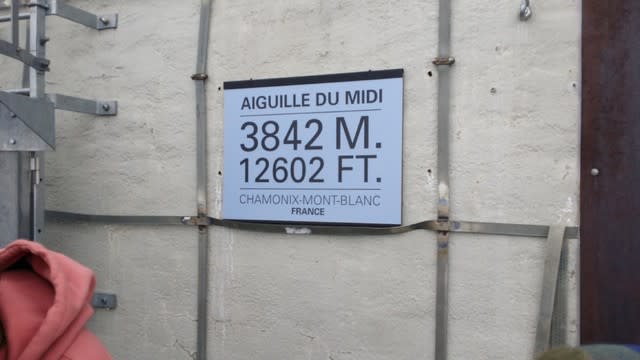 AIGUILLE DU MIDI
3842 M.
12602 FT.
CHAMONIX-MONT-BLANC
FRANCE